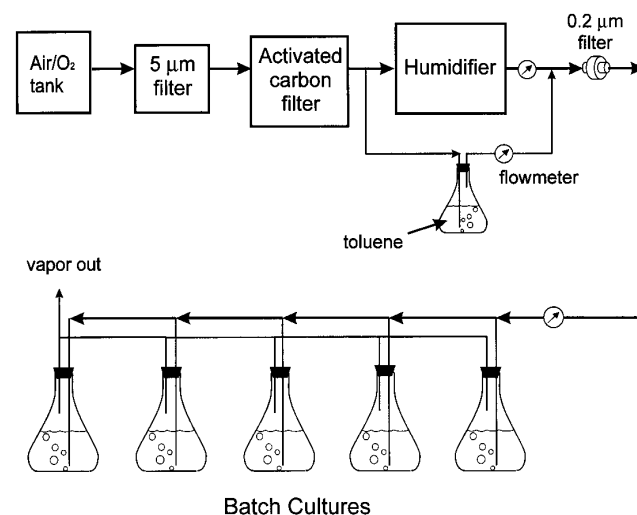 Air/O₂
tank
5 µm
filter
Activated
carbon
filter
Humidifier
0.2 µm
filter
flowmeter
toluene
vapor out
Batch Cultures